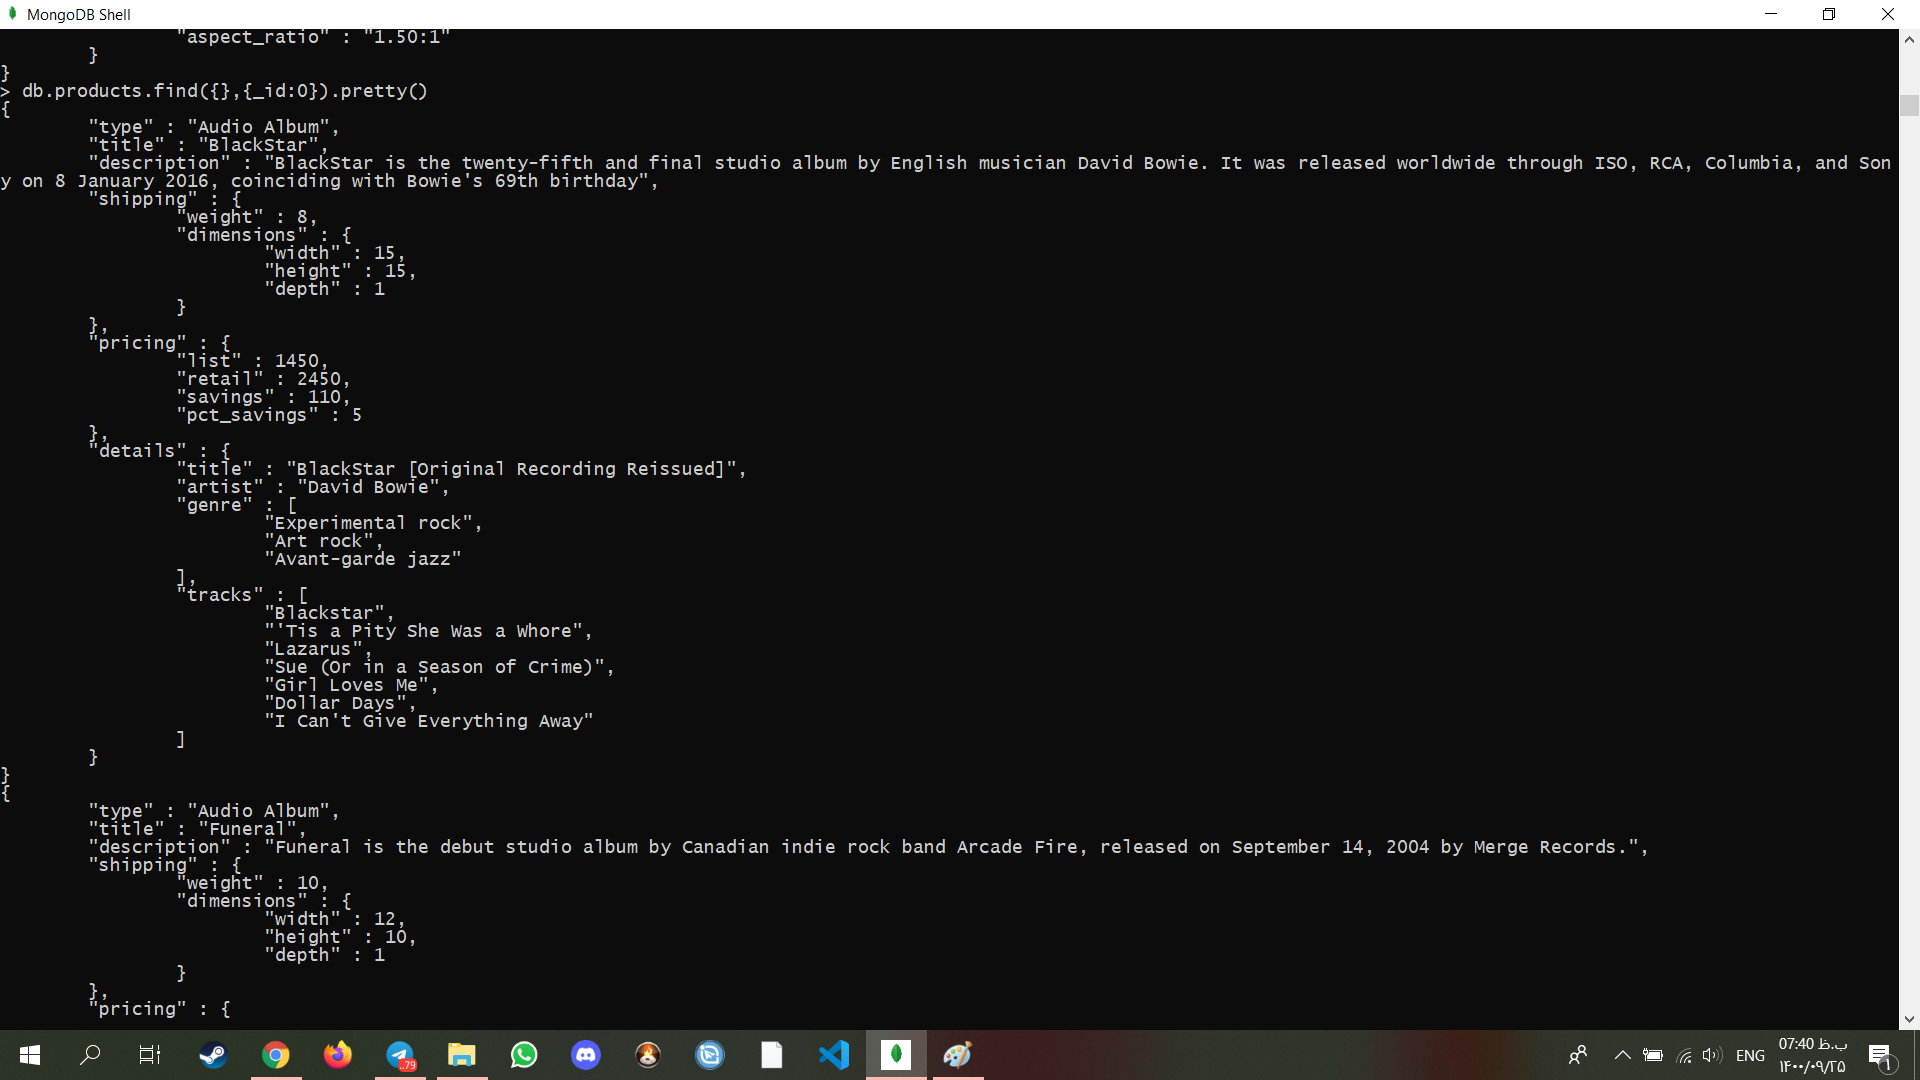 MongoDB Shell
                "aspect_ratio" : "1.50:1"
        }
}
> db.products.find({},{_id:0}).pretty()
{
        "type" : "Audio Album",
        "title" : "BlackStar",
        "description" : "BlackStar is the twenty-fifth and final studio album by English musician David Bowie. It was released worldwide through ISO, RCA, Columbia, and Son
y on 8 January 2016, coinciding with Bowie's 69th birthday",
        "shipping" : {
                "weight" : 8,
                "dimensions" : {
                        "width" : 15,
                        "height" : 15,
                        "depth" : 1
                }
        },
        "pricing" : {
                "list" : 1450,
                "retail" : 2450,
                "savings" : 110,
                "pct_savings" : 5
        },
        "details" : {
                "title" : "BlackStar [Original Recording Reissued]",
                "artist" : "David Bowie",
                "genre" : [
                        "Experimental rock",
                        "Art rock",
                        "Avant-garde jazz"
                ],
                "tracks" : [
                        "Blackstar",
                        "'Tis a Pity She Was a Whore",
                        "Lazarus",
                        "Sue (Or in a Season of Crime)",
                        "Girl Loves Me",
                        "Dollar Days",
                        "I Can't Give Everything Away"
                ]
        }
}
{
        "type" : "Audio Album",
        "title" : "Funeral",
        "description" : "Funeral is the debut studio album by Canadian indie rock band Arcade Fire, released on September 14, 2004 by Merge Records.",
        "shipping" : {
                "weight" : 10,
                "dimensions" : {
                        "width" : 12,
                        "height" : 10,
                        "depth" : 1
                }
        },
        "pricing" : {
..79
ENG
07:40 ب.ظ
۱۴۰۰/۰۹/۲۵
۱